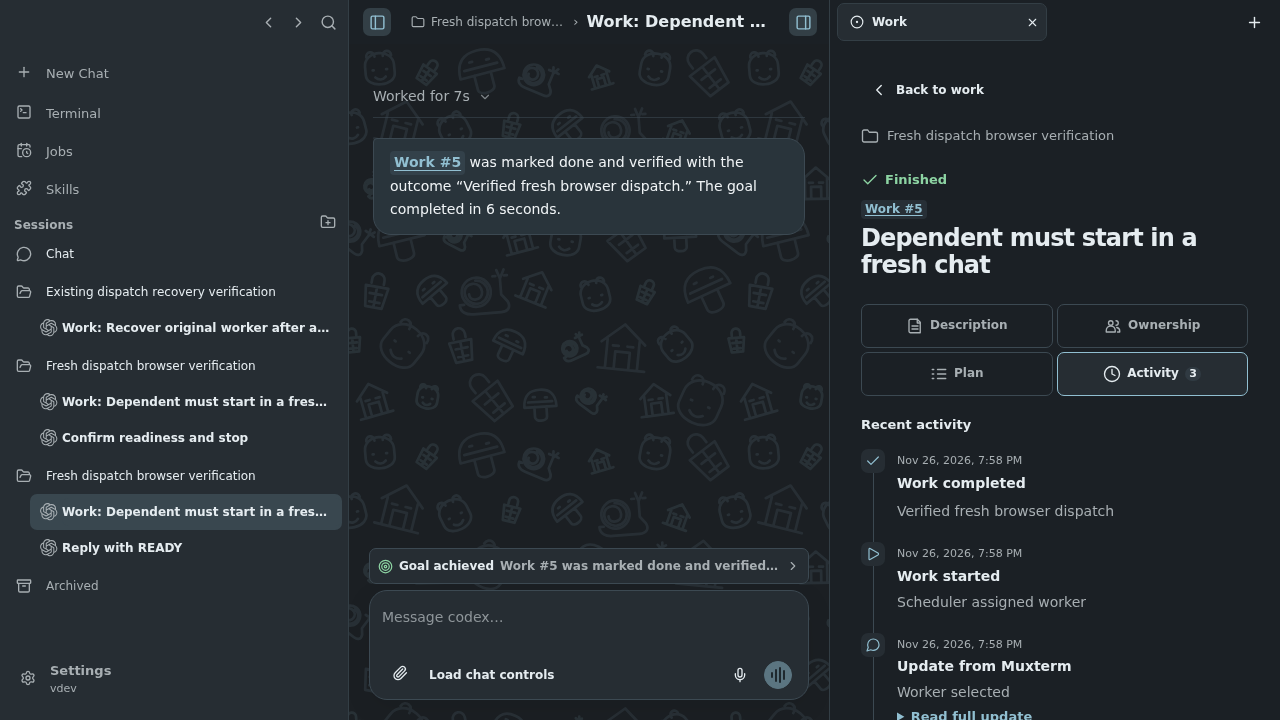 New Chat
Terminal
Jobs
Skills
Sessions
Chat
Existing dispatch recovery verification
Work: Recover original worker after a...
Fresh dispatch browser verification
Work: Dependent must start in a fres...
Confirm readiness and stop
Fresh dispatch browser verification
Work: Dependent must start in a fres...
Reply with READY
Archived
Settings
vdev
Fresh dispatch brow... › Work: Dependent ...
Worked for 7s
Work #5 was marked done and verified with the
outcome “Verified fresh browser dispatch.” The goal
completed in 6 seconds.
Goal achieved Work #5 was marked done and verified...
Message codex...
Load chat controls
Work
Back to work
Fresh dispatch browser verification
Finished
Work #5
Dependent must start in a
fresh chat
Description
Ownership
Plan
Activity 3
Recent activity
Nov 26, 2026, 7:58 PM
Work completed
Verified fresh browser dispatch
Nov 26, 2026, 7:58 PM
Work started
Scheduler assigned worker
Nov 26, 2026, 7:58 PM
Update from Muxterm
Worker selected
Read full update